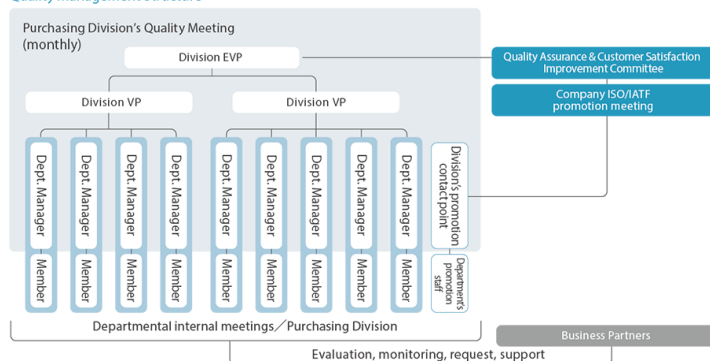 Quality Management Structure
Purchasing Division's Quality Meeting
(monthly)
Division EVP
Quality Assurance & Customer Satisfaction
Improvement Committee
Company ISO/IATF
promotion meeting
Division VP
Division VP
Dept. Manager
Dept. Manager
Dept. Manager
Dept. Manager
Dept. Manager
Dept. Manager
Dept. Manager
Dept. Manager
Dept. Manager
Division's promotion
contact point
Member
Member
Member
Member
Member
Member
Member
Member
Member
Department's
promotion
staff
Departmental internal meetings／Purchasing Division
Business Partners
Evaluation, monitoring, request, support